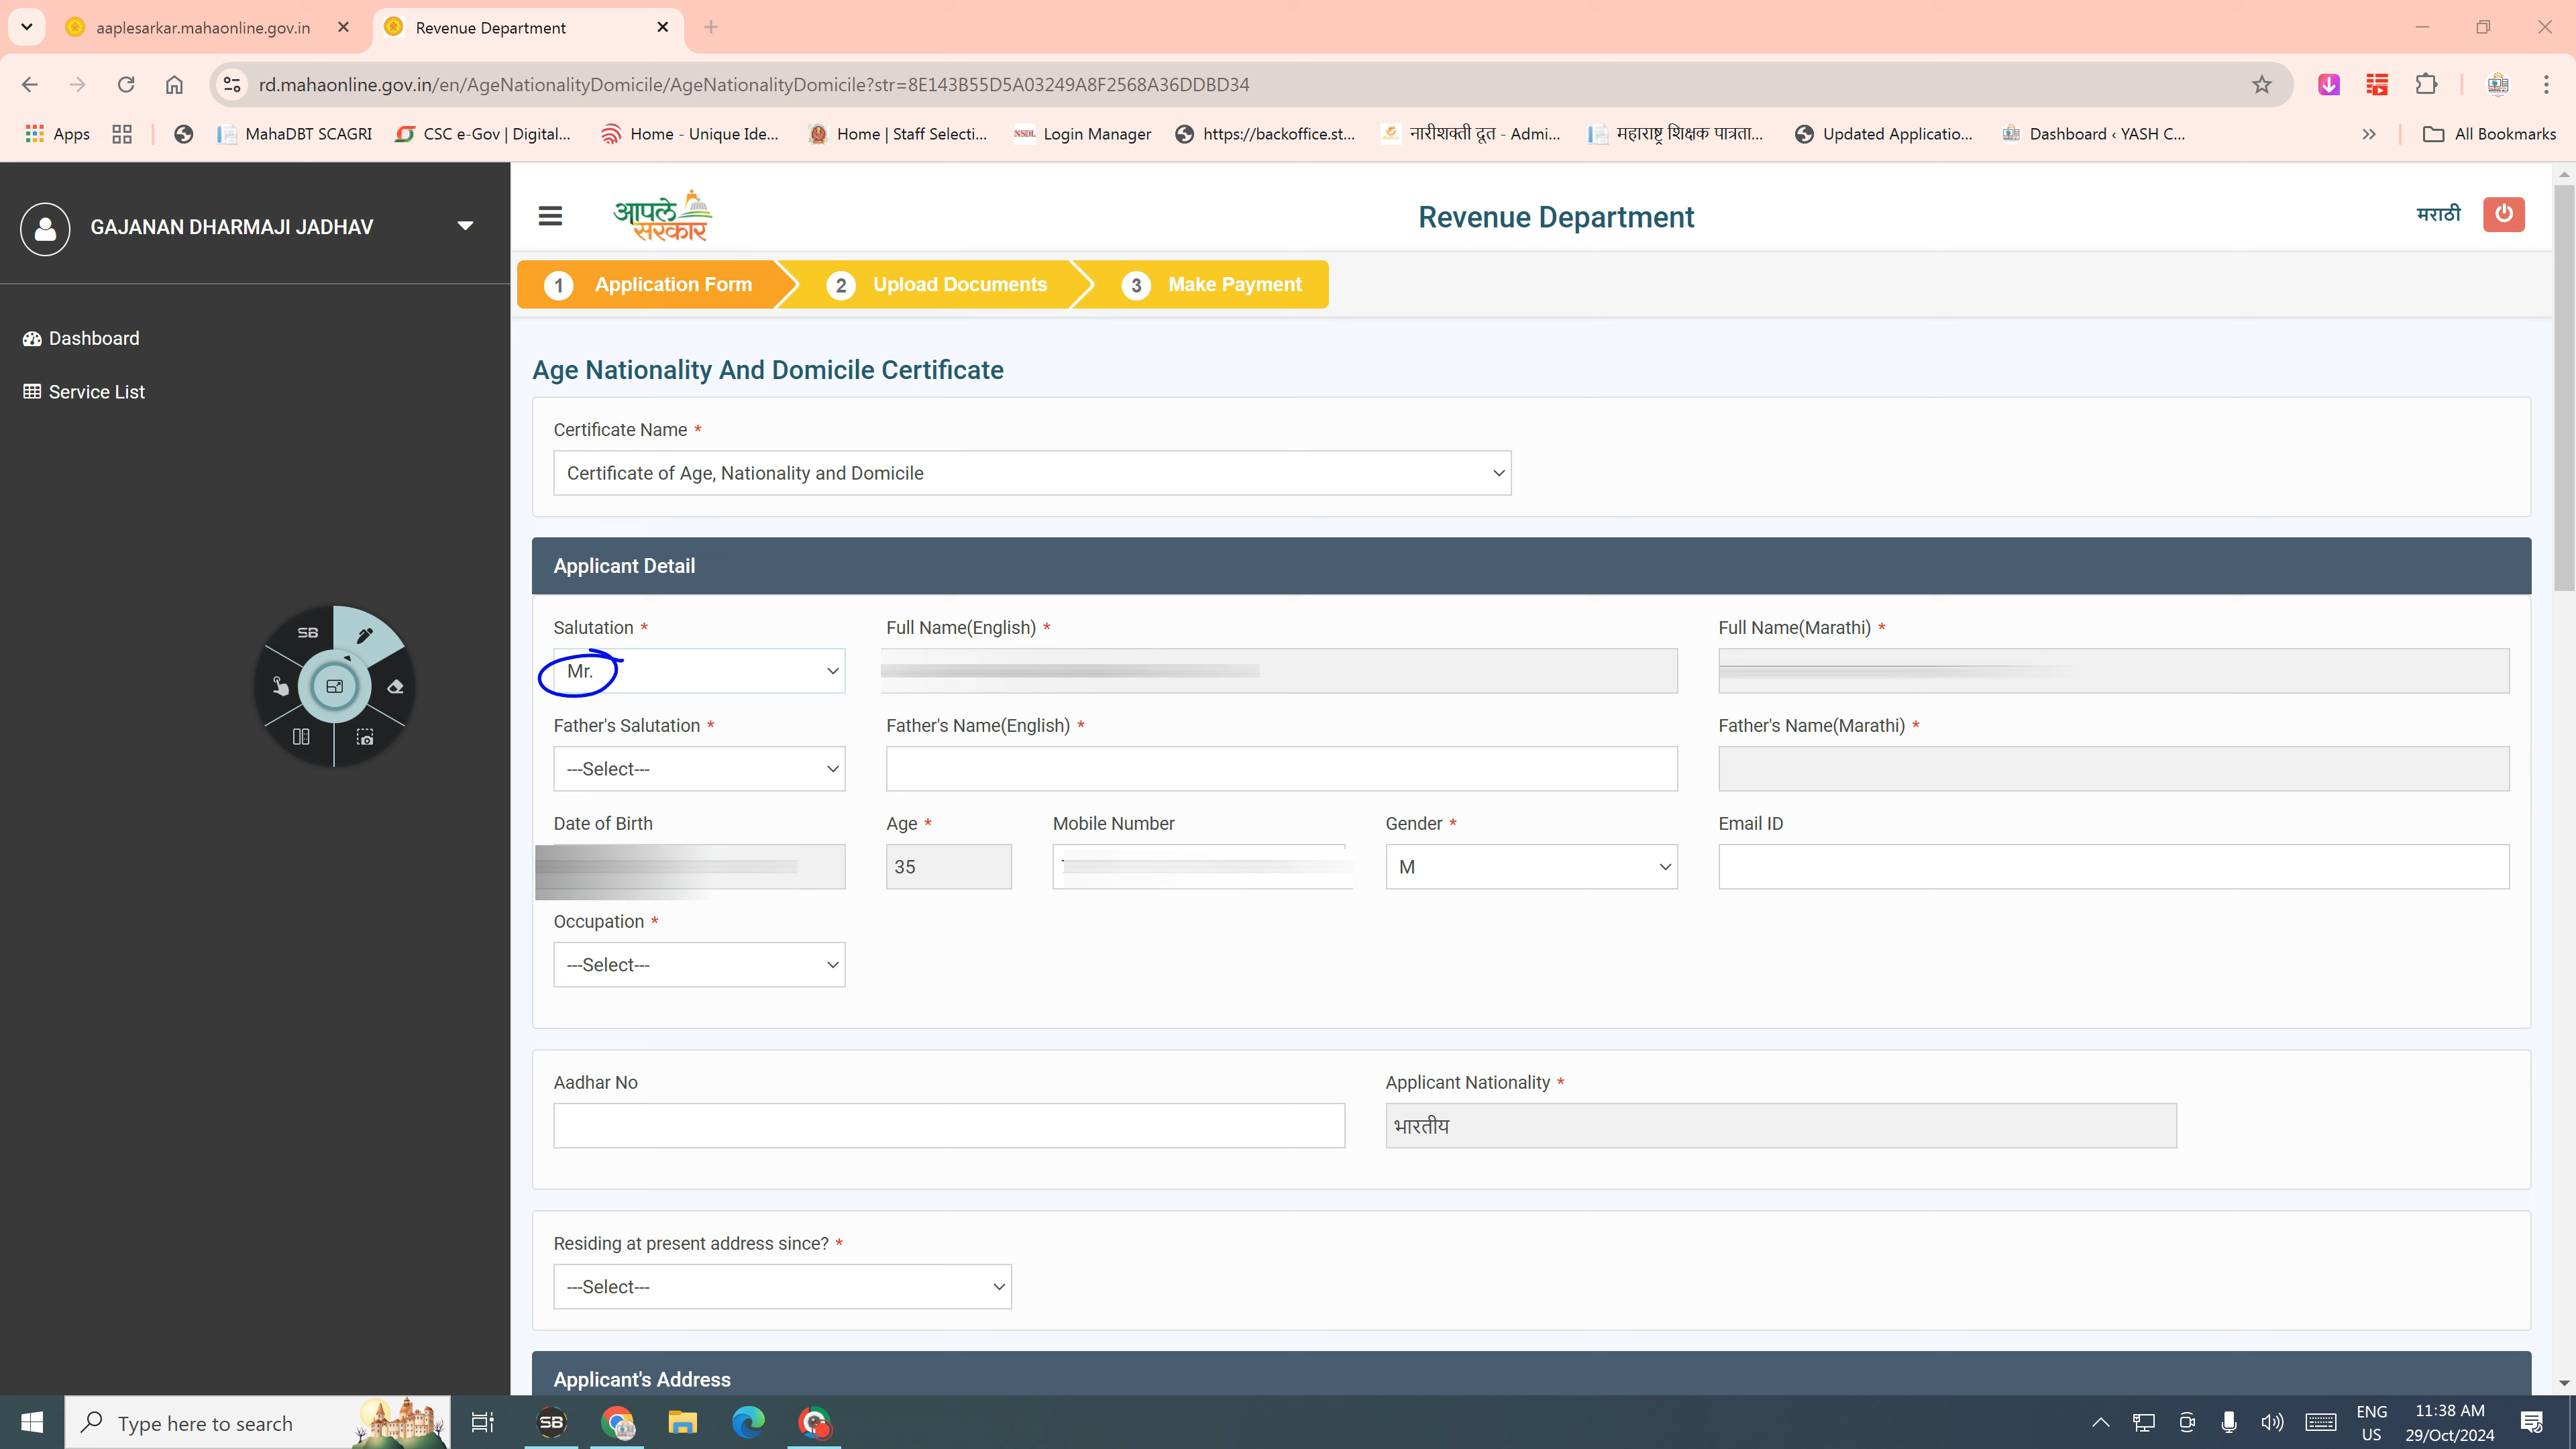 aaplesarkar.mahaonline.gov.in
Revenue Department
rd.mahaonline.gov.in/en/AgeNationalityDomicile/AgeNationalityDomicile?str=8E143B55D5A03249A8F2568A36DDBD34
Apps MahaDBT SCAGRI CSC e-Gov | Digital... Home - Unique Ide... Home | Staff Selecti... NSDL Login Manager https://backoffice.st... नारीशक्ती दूत - Admi... महाराष्ट्र शिक्षक पात्रता... Updated Applicatio... Dashboard ‹ YASH C... All Bookmarks
GAJANAN DHARMAJI JADHAV
Dashboard
Service List
SB
आपले
सरकार
Revenue Department
मराठी
1 Application Form 2 Upload Documents 3 Make Payment
Age Nationality And Domicile Certificate
Certificate Name *
Certificate of Age, Nationality and Domicile
Applicant Detail
Salutation * Full Name(English) * Full Name(Marathi) *
Mr.
Father's Salutation * Father's Name(English) * Father's Name(Marathi) *
---Select---
Date of Birth Age * Mobile Number Gender * Email ID
35 M
Occupation *
---Select---
Aadhar No Applicant Nationality *
भारतीय
Residing at present address since? *
---Select---
Applicant's Address
Type here to search
SB
ENG
US
11:38 AM
29/Oct/2024